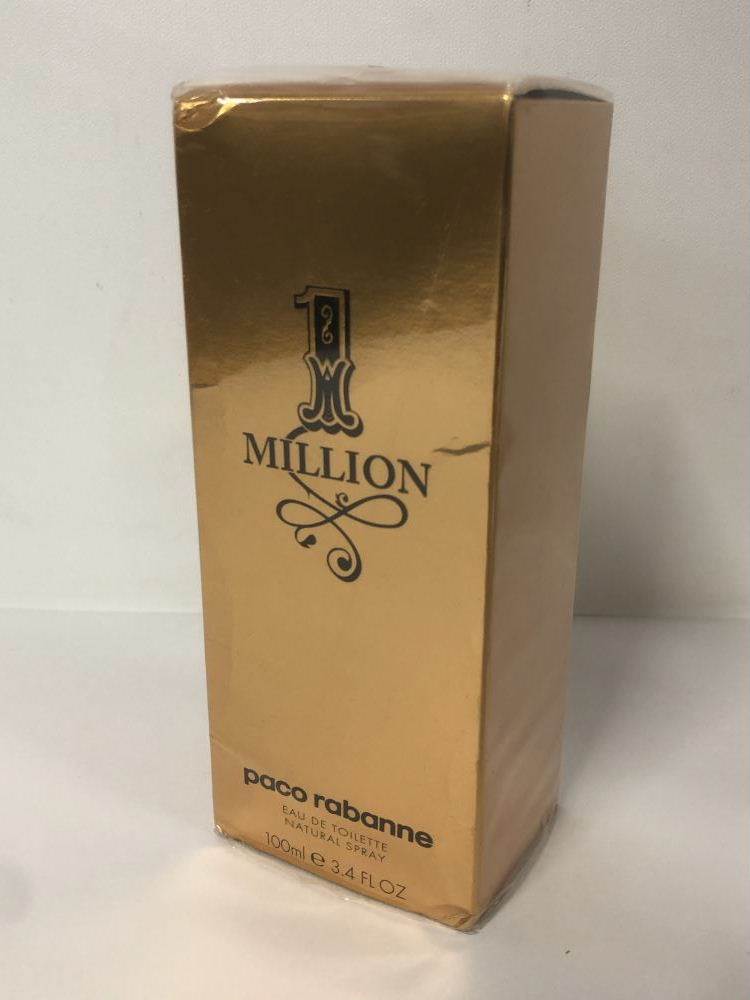 1
MILLION
paco rabanne
EAU DE TOILETTE
NATURAL SPRAY
100ml ℮ 3.4 FL OZ